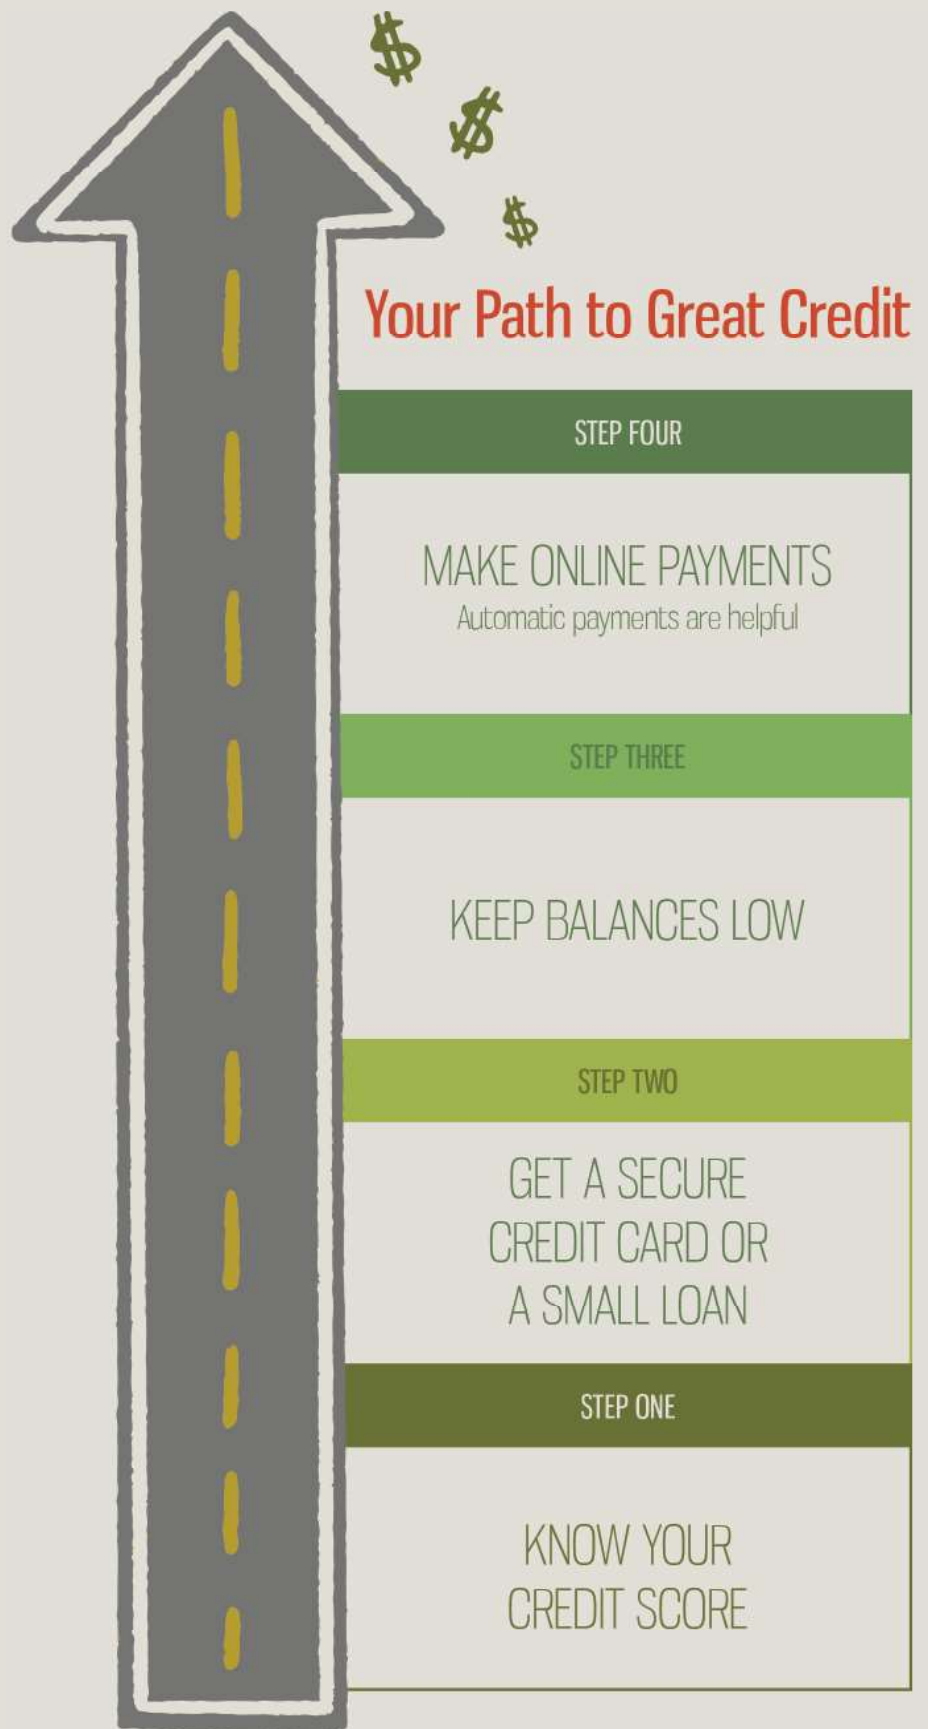 $
$
$
Your Path to Great Credit
STEP FOUR
MAKE ONLINE PAYMENTS
Automatic payments are helpful
STEP THREE
KEEP BALANCES LOW
STEP TWO
GET A SECURE
CREDIT CARD OR
A SMALL LOAN
STEP ONE
KNOW YOUR
CREDIT SCORE